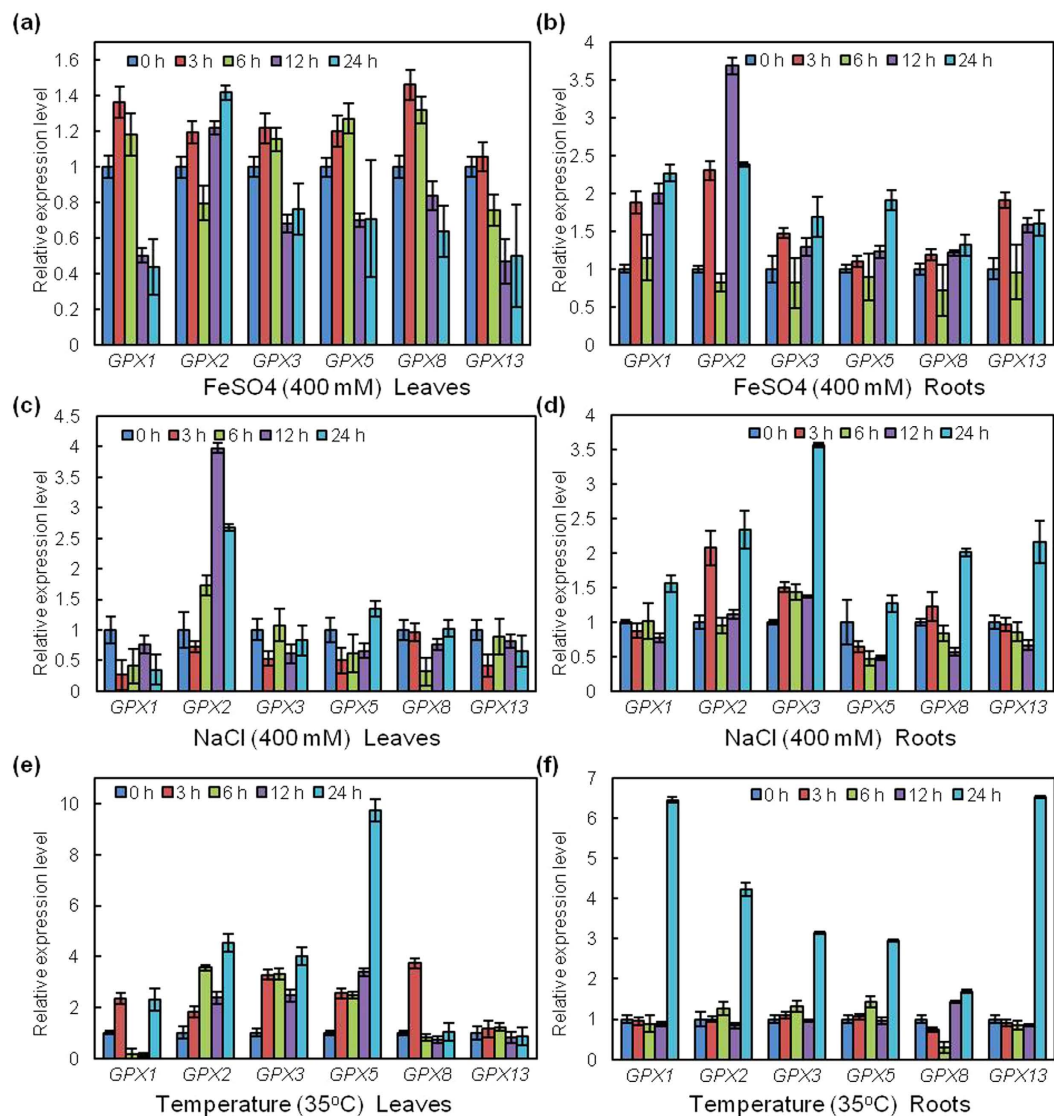 (a)
0 h 3 h 6 h 12 h 24 h
Relative expression level
1.6
1.4
1.2
1
0.8
0.6
0.4
0.2
0
GPX1 GPX2 GPX3 GPX5 GPX8 GPX13
FeSO4 (400 mM) Leaves
(b)
0 h 3 h 6 h 12 h 24 h
Relative expression level
4
3.5
3
2.5
2
1.5
1
0.5
0
GPX1 GPX2 GPX3 GPX5 GPX8 GPX13
FeSO4 (400 mM) Roots
(c)
0 h 3 h 6 h 12 h 24 h
Relative expression level
4.5
4
3.5
3
2.5
2
1.5
1
0.5
0
GPX1 GPX2 GPX3 GPX5 GPX8 GPX13
NaCl (400 mM) Leaves
(d)
0 h 3 h 6 h 12 h 24 h
Relative expression level
4
3.5
3
2.5
2
1.5
1
0.5
0
GPX1 GPX2 GPX3 GPX5 GPX8 GPX13
NaCl (400 mM) Roots
(e)
0 h 3 h 6 h 12 h 24 h
Relative expression level
10
8
6
4
2
0
GPX1 GPX2 GPX3 GPX5 GPX8 GPX13
Temperature (35oC) Leaves
(f)
0 h 3 h 6 h 12 h 24 h
Relative expression level
7
6
5
4
3
2
1
0
GPX1 GPX2 GPX3 GPX5 GPX8 GPX13
Temperature (35oC) Roots